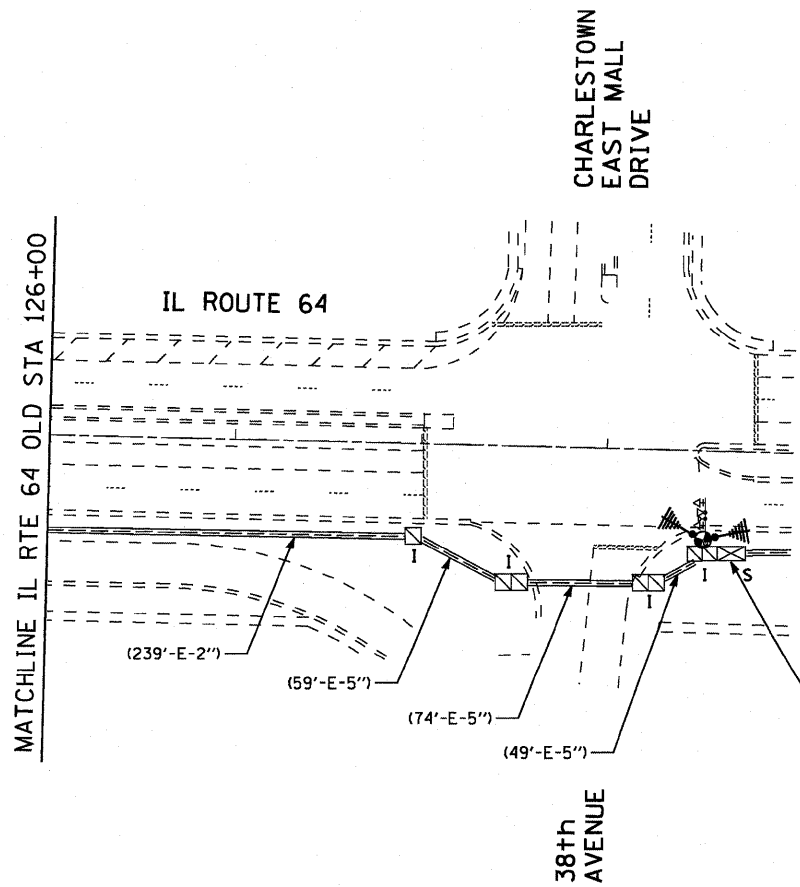 CHARLESTOWN
EAST MALL
DRIVE
MATCHLINE IL RTE 64 OLD STA 126+00
IL ROUTE 64
I
I
I
I
S
(239'-E-2")
(59'-E-5")
(74'-E-5")
(49'-E-5")
38th
AVENUE